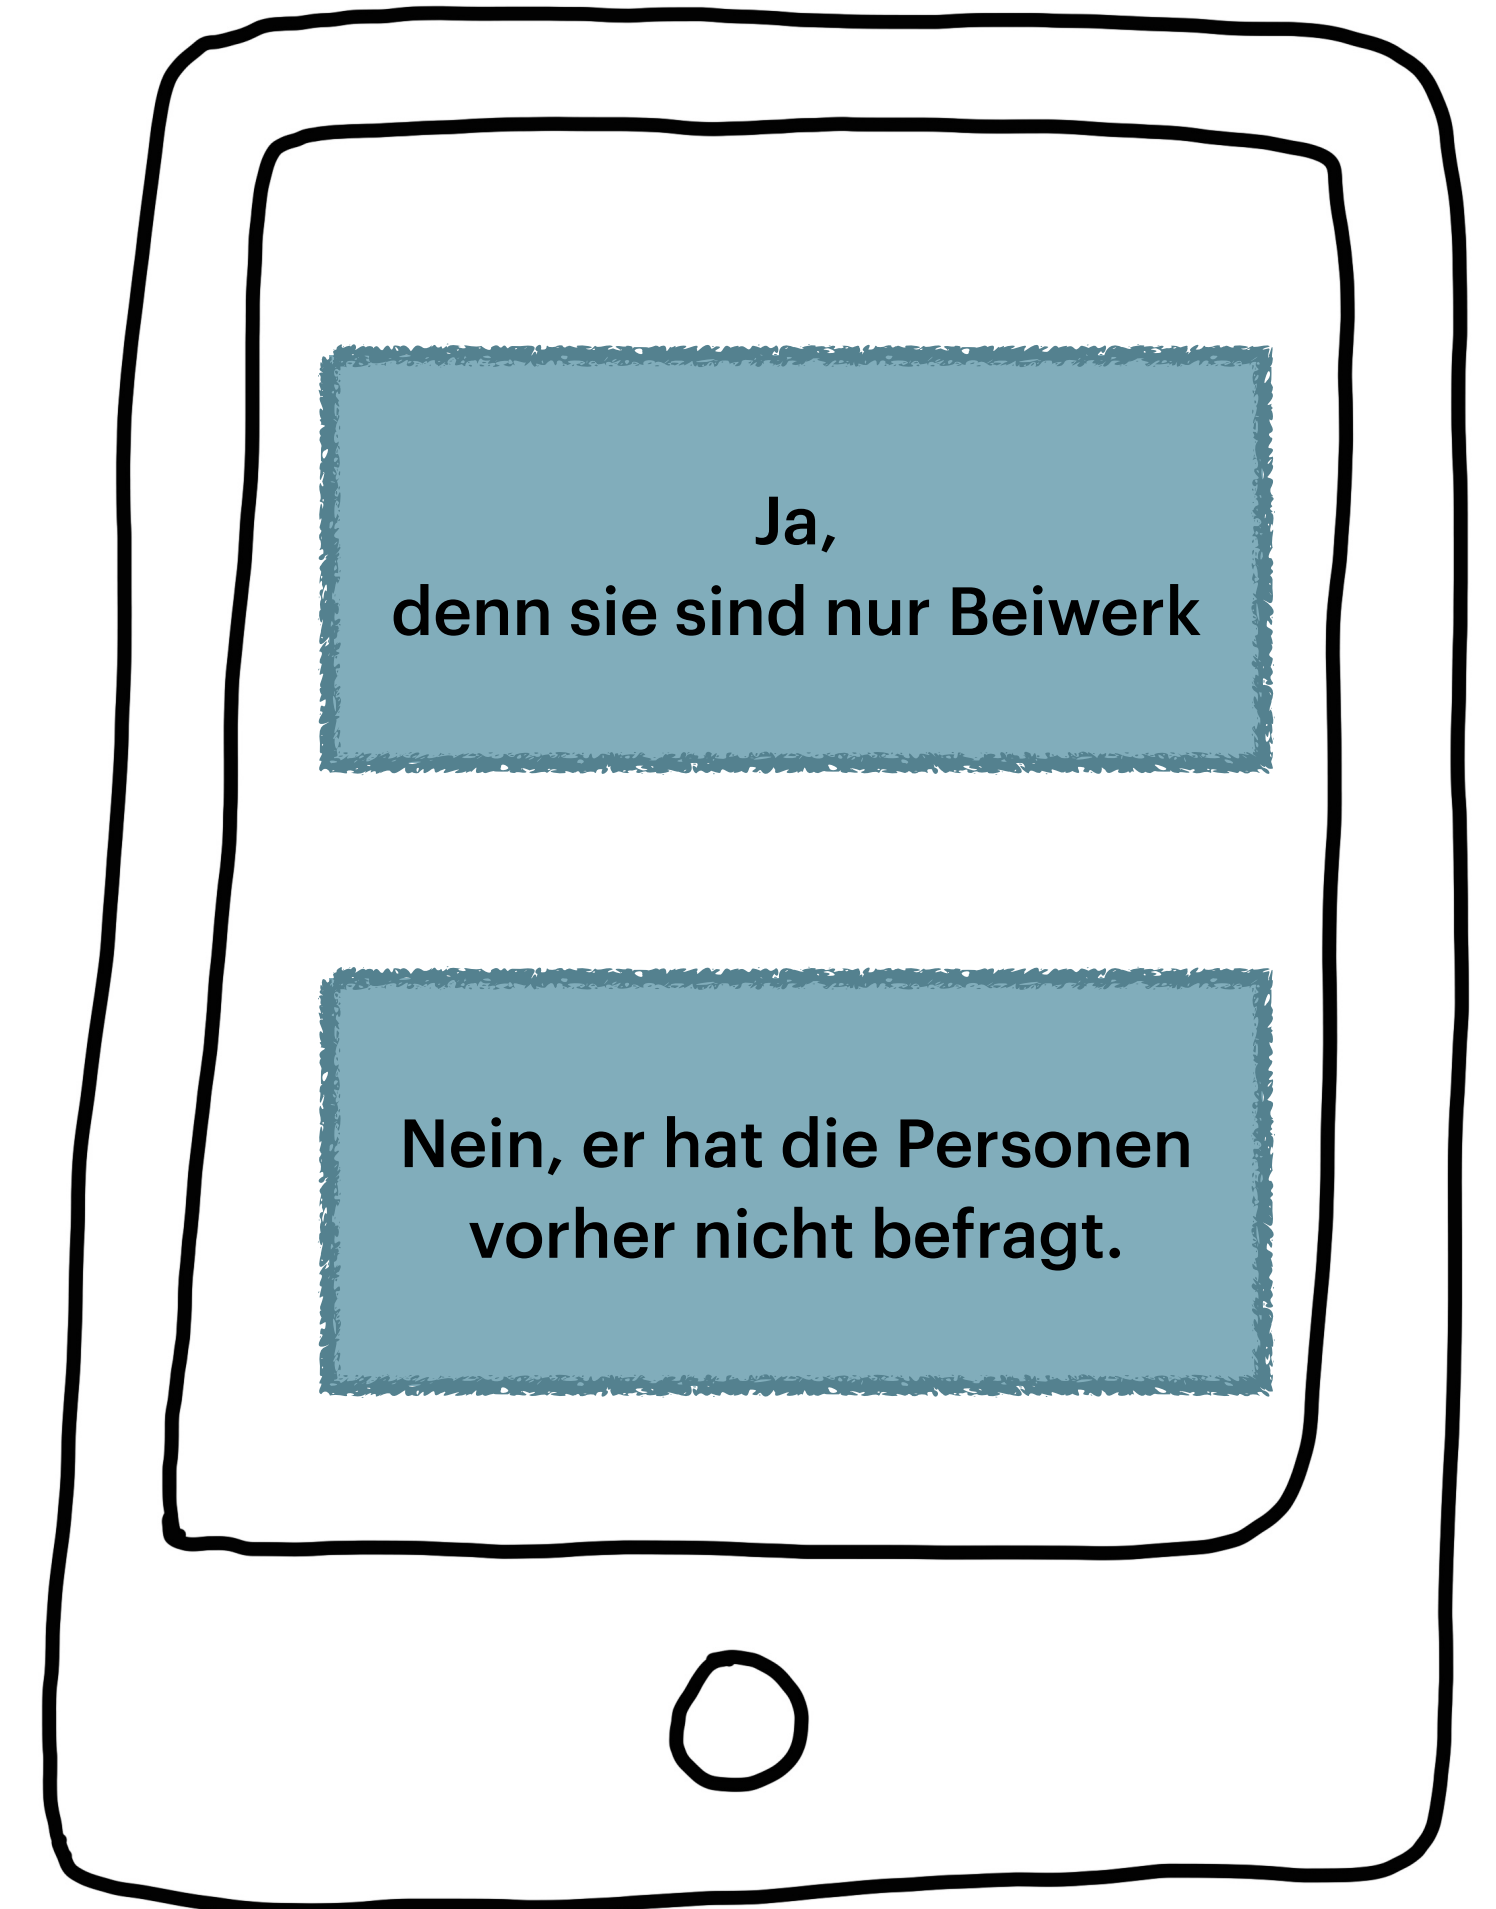 Ja,
denn sie sind nur Beiwerk
Nein, er hat die Personen
vorher nicht befragt.